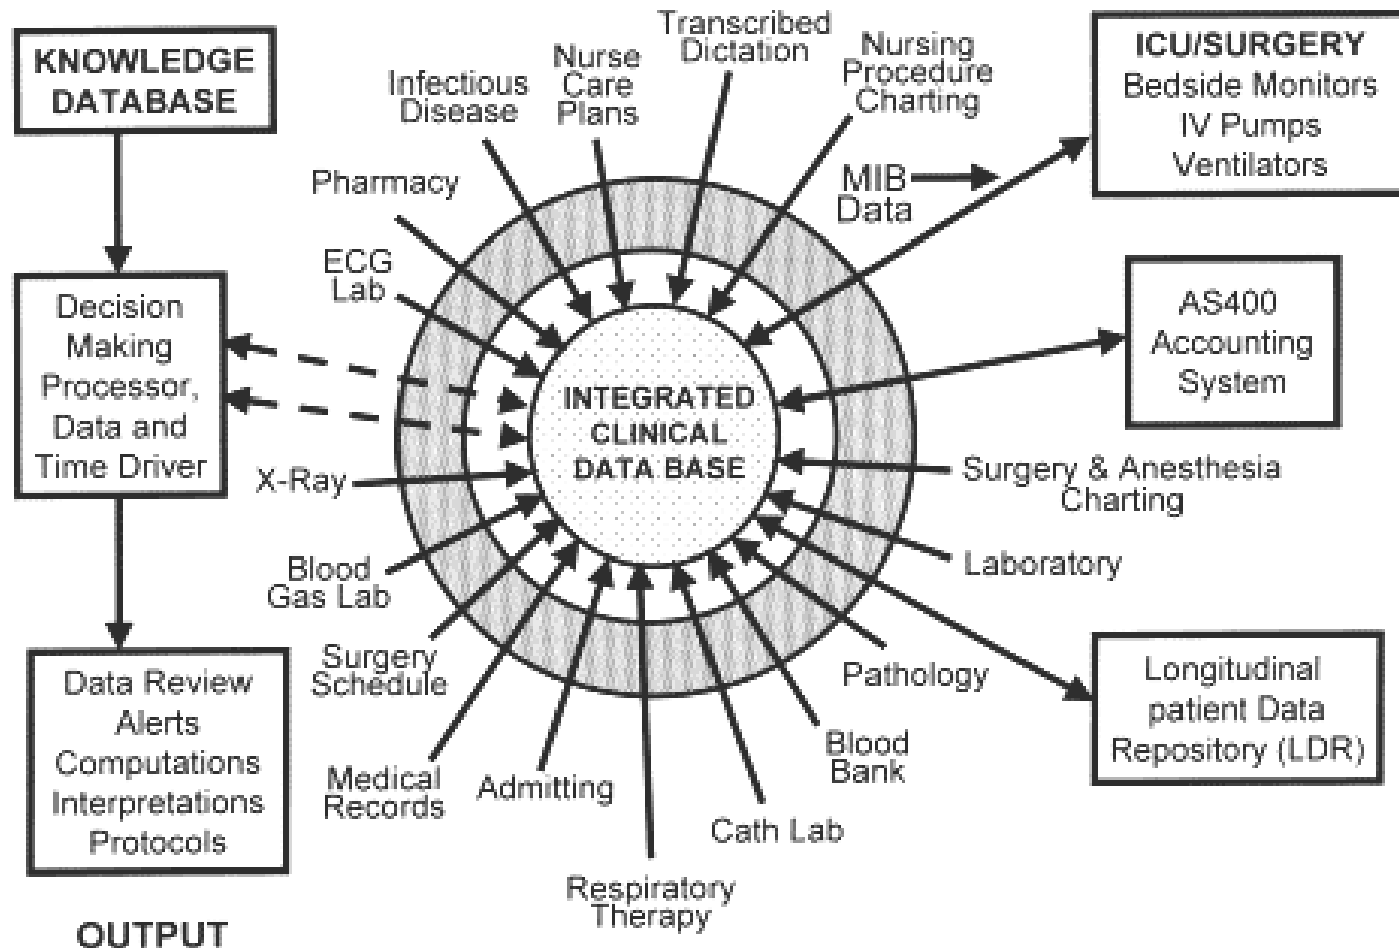 KNOWLEDGE
DATABASE
Decision
Making
Processor,
Data and
Time Driver
Data Review
Alerts
Computations
Interpretations
Protocols
OUTPUT
Pharmacy
Infectious
Disease
Nurse
Care
Plans
Transcribed
Dictation
Nursing
Procedure
Charting
MIB
Data
ECG
Lab
X-Ray
Blood
Gas Lab
Surgery
Schedule
Medical
Records
Admitting
Respiratory
Therapy
Cath Lab
Blood
Bank
Pathology
Laboratory
Surgery & Anesthesia
Charting
INTEGRATED
CLINICAL
DATA BASE
ICU/SURGERY
Bedside Monitors
IV Pumps
Ventilators
AS400
Accounting
System
Longitudinal
patient Data
Repository (LDR)